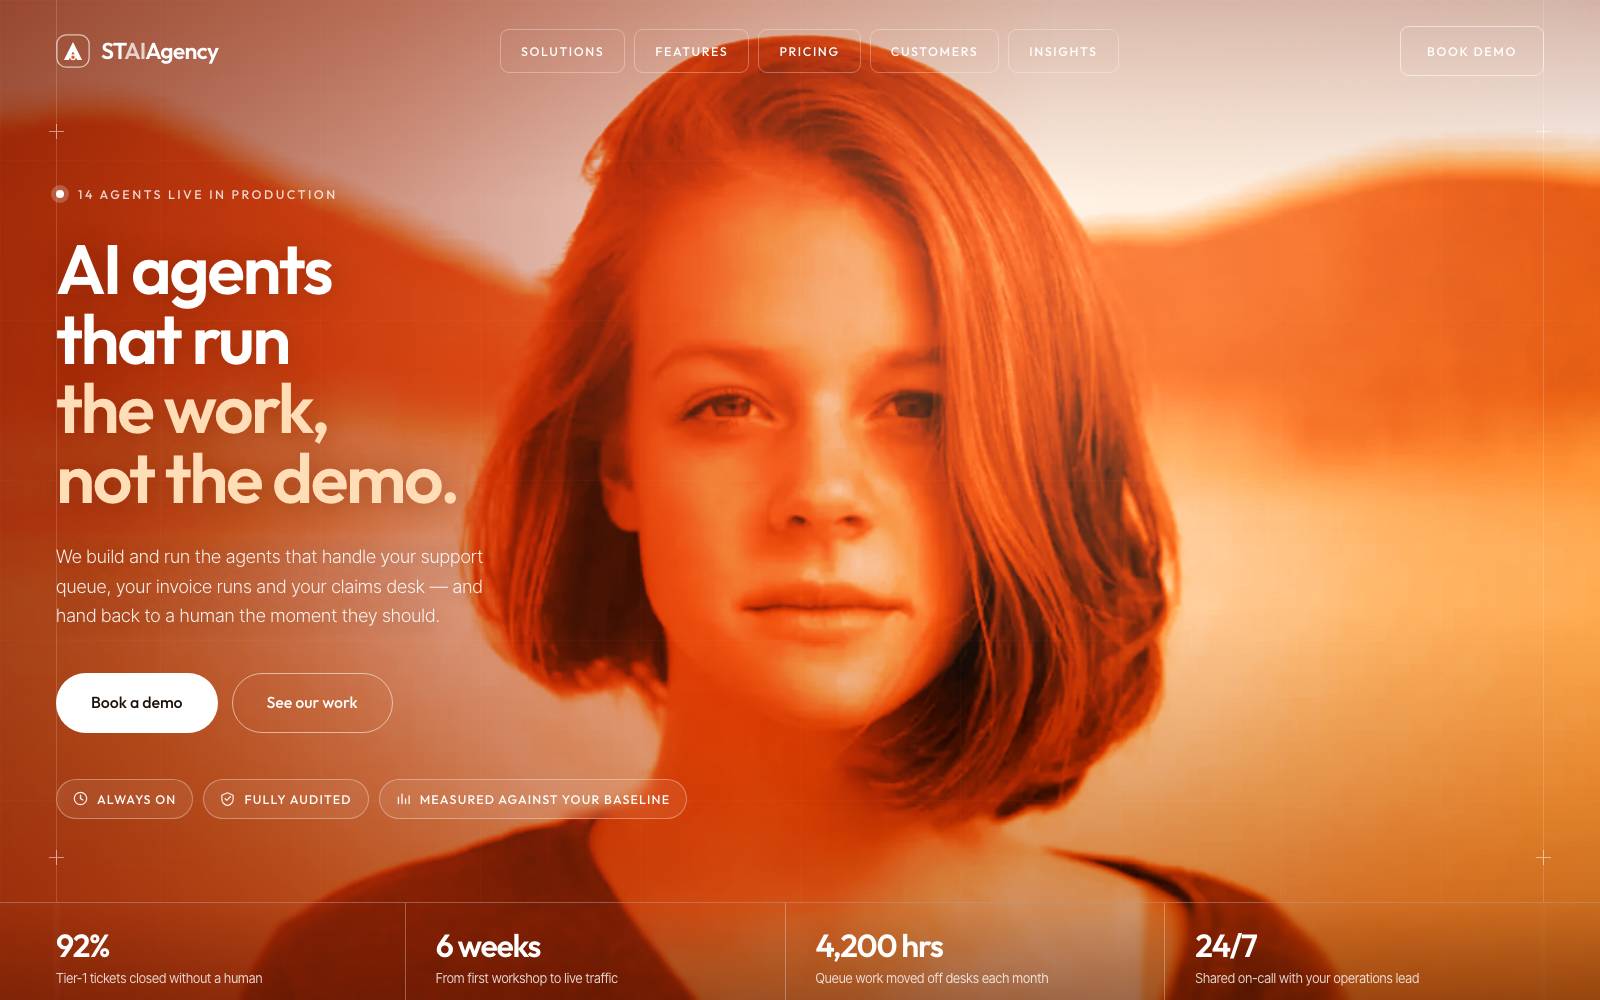 STAIAgency
SOLUTIONS
FEATURES
PRICING
CUSTOMERS
INSIGHTS
BOOK DEMO
14 AGENTS LIVE IN PRODUCTION
AI agents
that run
the work,
not the demo.
We build and run the agents that handle your support
queue, your invoice runs and your claims desk — and
hand back to a human the moment they should.
Book a demo
See our work
ALWAYS ON
FULLY AUDITED
MEASURED AGAINST YOUR BASELINE
92%
Tier-1 tickets closed without a human
6 weeks
From first workshop to live traffic
4,200 hrs
Queue work moved off desks each month
24/7
Shared on-call with your operations lead